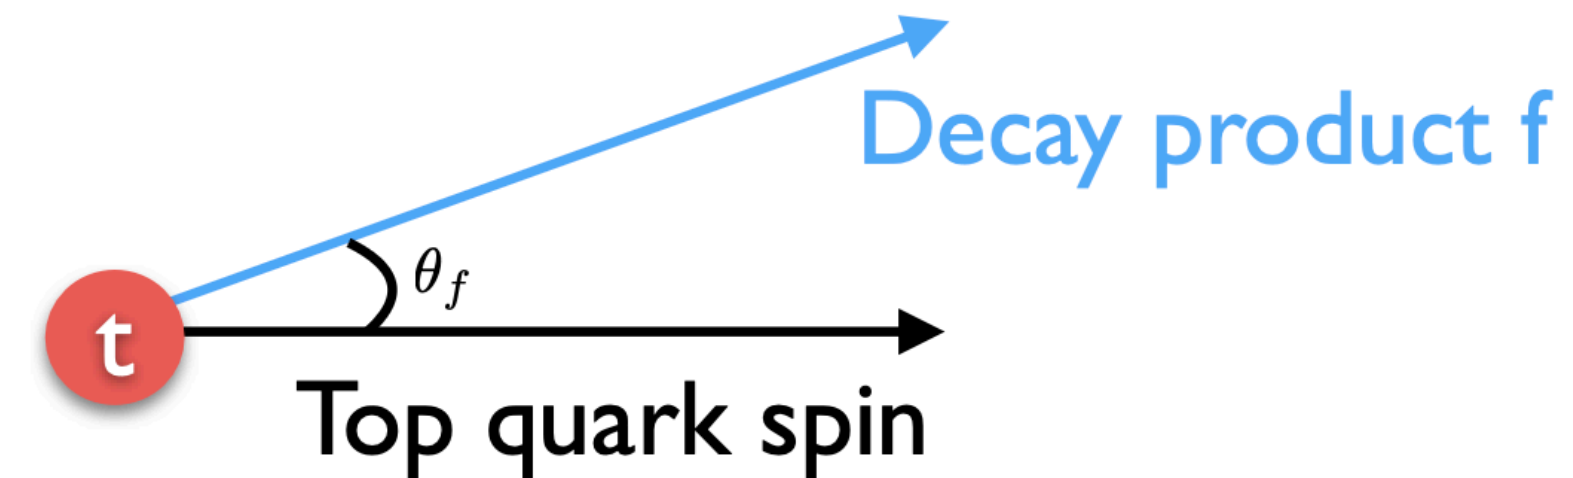 Decay product f
θ_f
t
Top quark spin